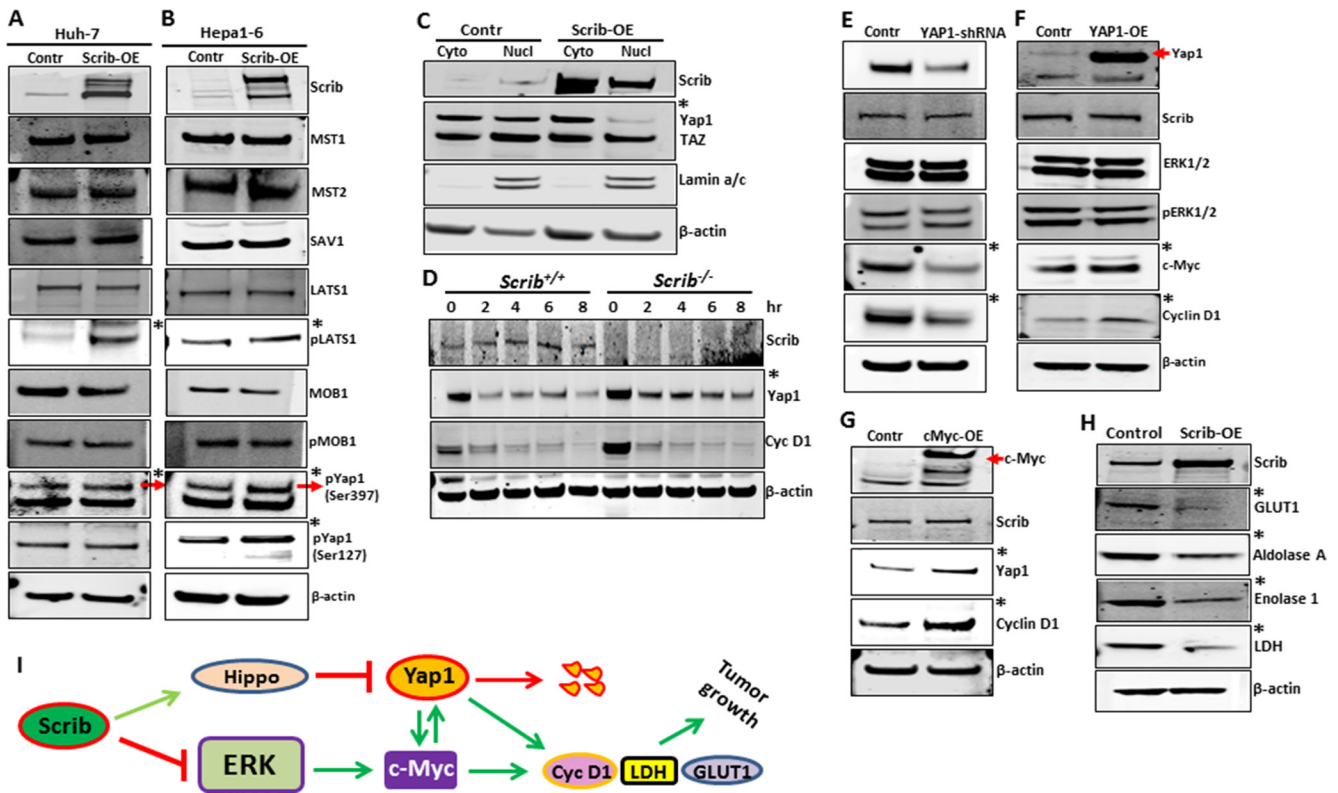 A
Huh-7
Contr Scrib-OE
B
Hepa1-6
Contr Scrib-OE
Scrib
MST1
MST2
SAV1
LATS1
*
*
pLATS1
MOB1
pMOB1
*
*
pYap1
(Ser397)
*
pYap1
(Ser127)
β-actin
C
Contr Scrib-OE
Cyto Nucl Cyto Nucl
Scrib
*
Yap1
TAZ
Lamin a/c
β-actin
D
Scrib+/+ Scrib-/-
0 2 4 6 8 0 2 4 6 8 hr
Scrib
*
Yap1
Cyc D1
β-actin
E
Contr YAP1-shRNA
*
*
F
Contr YAP1-OE
Yap1
Scrib
ERK1/2
pERK1/2
*
c-Myc
*
Cyclin D1
β-actin
G
Contr cMyc-OE
c-Myc
Scrib
*
Yap1
*
Cyclin D1
β-actin
H
Control Scrib-OE
Scrib
*
GLUT1
*
Aldolase A
*
Enolase 1
*
LDH
β-actin
I
Scrib
Hippo
Yap1
ERK
c-Myc
Cyc D1
LDH
GLUT1
Tumor
growth